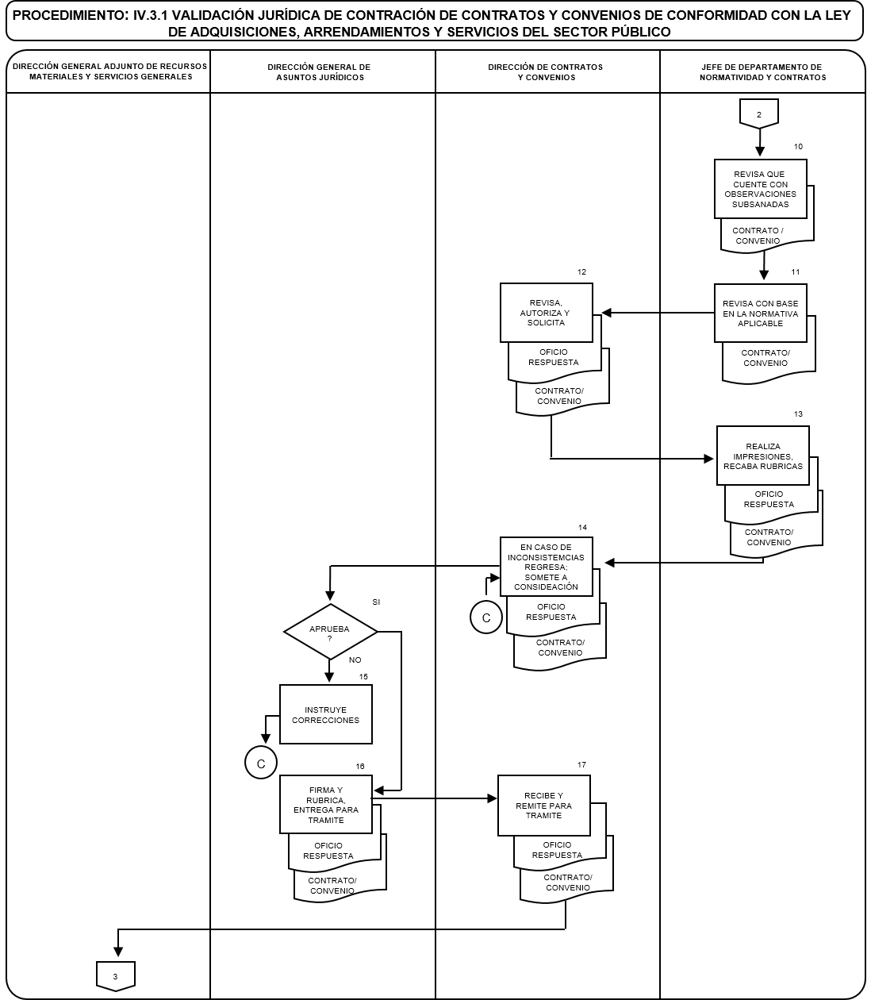 PROCEDIMIENTO: IV.3.1 VALIDACIÓN JURÍDICA DE CONTRACIÓN DE CONTRATOS Y CONVENIOS DE CONFORMIDAD CON LA LEY
DE ADQUISICIONES, ARRENDAMIENTOS Y SERVICIOS DEL SECTOR PÚBLICO
DIRECCIÓN GENERAL ADJUNTO DE RECURSOS
MATERIALES Y SERVICIOS GENERALES
DIRECCIÓN GENERAL DE
ASUNTOS JURÍDICOS
DIRECCIÓN DE CONTRATOS
Y CONVENIOS
JEFE DE DEPARTAMENTO DE
NORMATIVIDAD Y CONTRATOS
2
10
REVISA QUE
CUENTE CON
OBSERVACIONES
SUBSANADAS
CONTRATO /
CONVENIO
11
REVISA CON BASE
EN LA NORMATIVA
APLICABLE
CONTRATO/
CONVENIO
12
REVISA,
AUTORIZA Y
SOLICITA
OFICIO
RESPUESTA
CONTRATO/
CONVENIO
13
REALIZA
IMPRESIONES,
RECABA RUBRICAS
OFICIO
RESPUESTA
CONTRATO/
CONVENIO
14
EN CASO DE
INCONSISTEMCIAS
REGRESA;
SOMETE A
CONSIDEACIÓN
C
OFICIO
RESPUESTA
CONTRATO/
CONVENIO
SI
APRUEBA
?
NO
15
INSTRUYE
CORRECCIONES
C
16
FIRMA Y
RUBRICA,
ENTREGA PARA
TRAMITE
OFICIO
RESPUESTA
CONTRATO/
CONVENIO
17
RECIBE Y
REMITE PARA
TRAMITE
OFICIO
RESPUESTA
CONTRATO/
CONVENIO
3